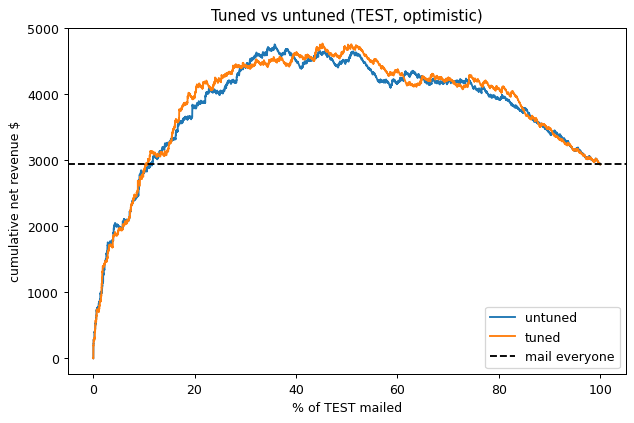 Tuned vs untuned (TEST, optimistic)
cumulative net revenue $
5000
4000
3000
2000
1000
0
0 20 40 60 80 100
% of TEST mailed
untuned
tuned
mail everyone